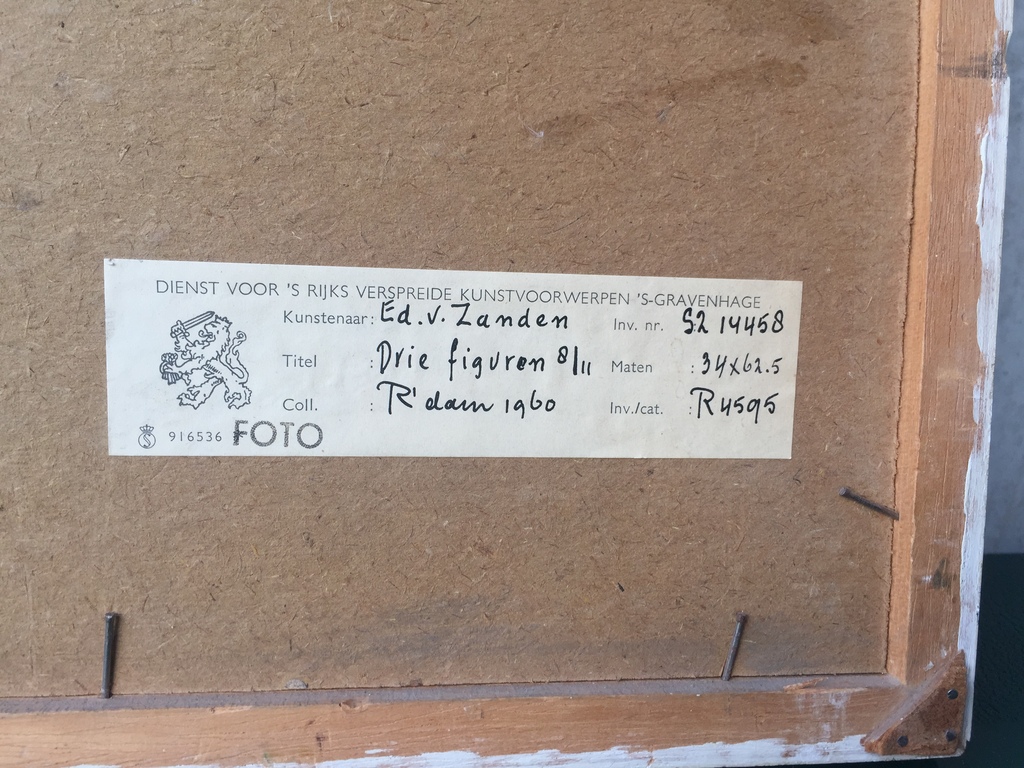 DIENST VOOR 'S RIJKS VERSPREIDE KUNSTVOORWERPEN 'S-GRAVENHAGE
Kunstenaar: Ed. v. Zanden Inv. nr. S2 14458
Titel : Drie figuren 8/11 Maten : 34x62.5
Coll. : R'dam 1960 Inv./cat. : R4595
916536 FOTO